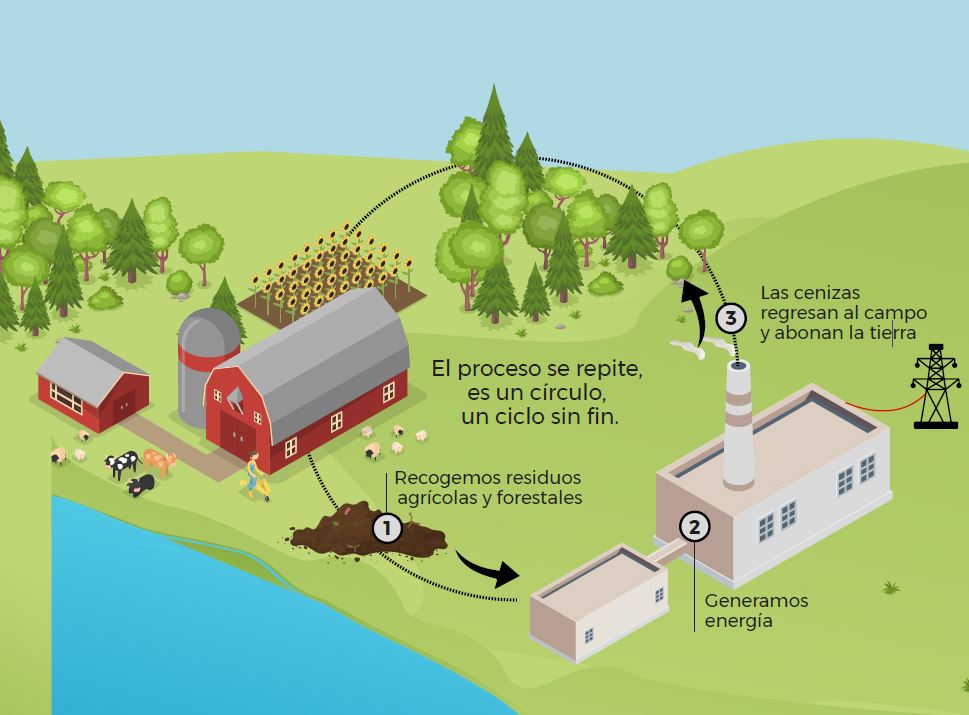 Las cenizas
regresan al campo
y abonan la tierra
3
El proceso se repite,
es un círculo,
un ciclo sin fin.
Recogemos residuos
agrícolas y forestales
1
2
Generamos
energía